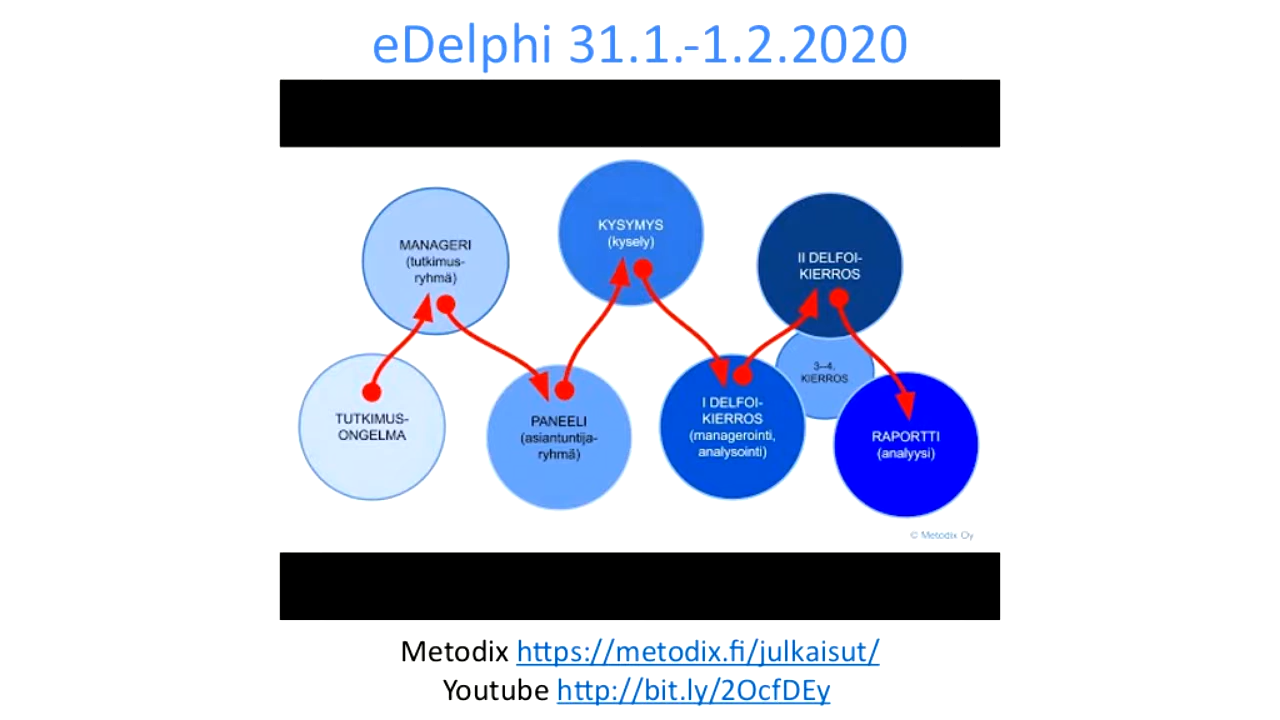 eDelphi 31.1.-1.2.2020
TUTKIMUS-
ONGELMA
MANAGERI
(tutkimus-
ryhmä)
PANEELI
(asiantuntija-
ryhmä)
KYSYMYS
(kysely)
I DELFOI-
KIERROS
(managerointi,
analysointi)
II DELFOI-
KIERROS
3–4.
KIERROS
RAPORTTI
(analyysi)
© Metodix Oy
Metodix https://metodix.fi/julkaisut/
Youtube http://bit.ly/2OcfDEy